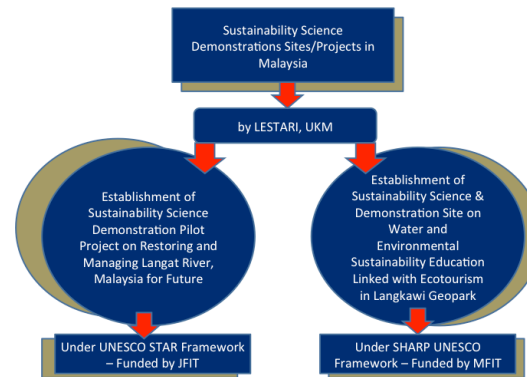 Sustainability Science
Demonstrations Sites/Projects in
Malaysia
by LESTARI, UKM
Establishment of
Sustainability Science
Demonstration Pilot
Project on Restoring and
Managing Langat River,
Malaysia for Future
Establishment of
Sustainability Science &
Demonstration Site on
Water and
Environmental
Sustainability Education
Linked with Ecotourism
in Langkawi Geopark
Under UNESCO STAR Framework
– Funded by JFIT
Under SHARP UNESCO
Framework – Funded by MFIT